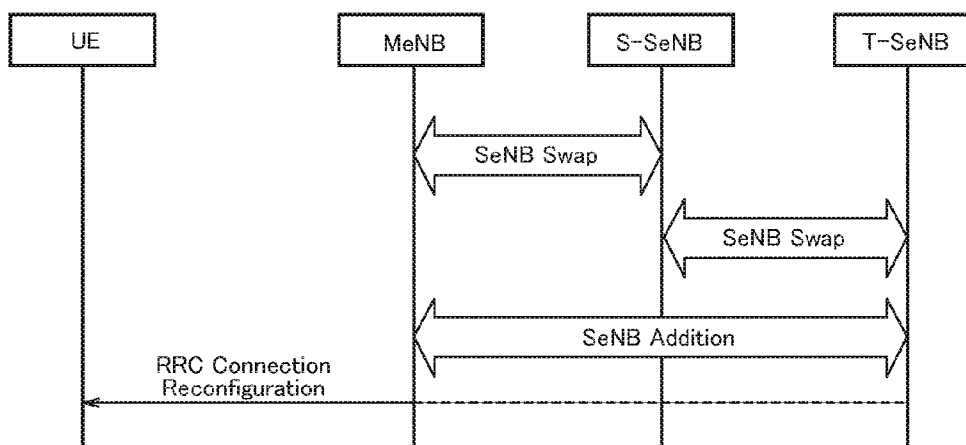 UE
MeNB
S-SeNB
T-SeNB
SeNB Swap
SeNB Swap
SeNB Addition
RRC Connection
Reconfiguration